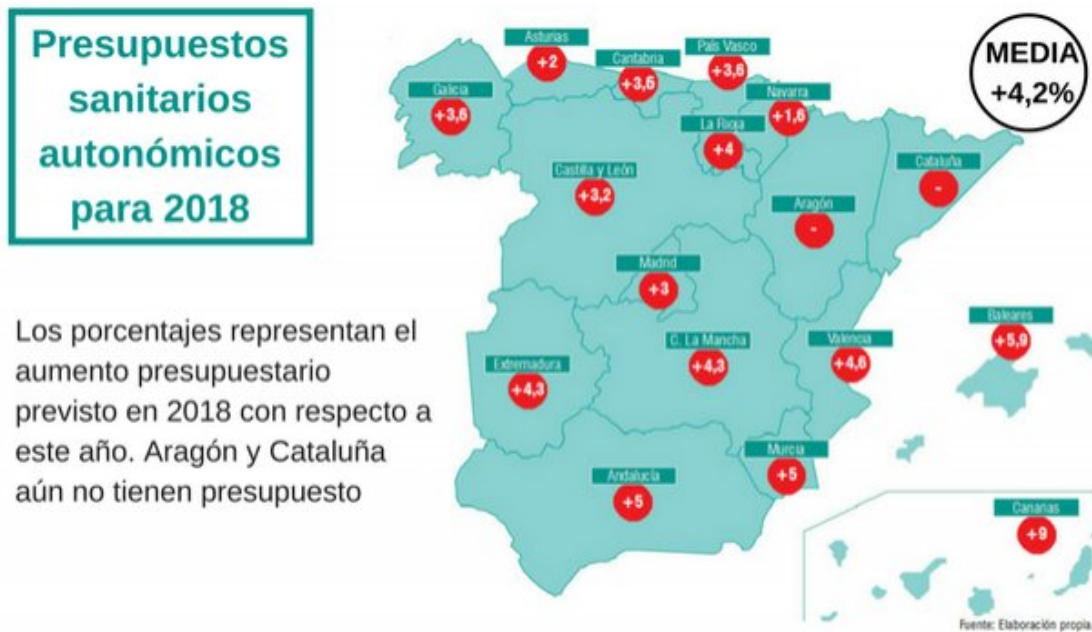 Presupuestos
sanitarios
autonómicos
para 2018
MEDIA
+4,2%
Los porcentajes representan el
aumento presupuestario
previsto en 2018 con respecto a
este año. Aragón y Cataluña
aún no tienen presupuesto
Asturias
+2
Cantabria
+3,6
País Vasco
+3,6
Galicia
+3,6
Navarra
+1,6
La Rioja
+4
Cataluña
-
Castilla y León
+3,2
Aragón
-
Madrid
+3
Baleares
+5,9
Extremadura
+4,3
C. La Mancha
+4,3
Valencia
+4,6
Murcia
+5
Andalucía
+5
Canarias
+9
Fuente: Elaboración propia